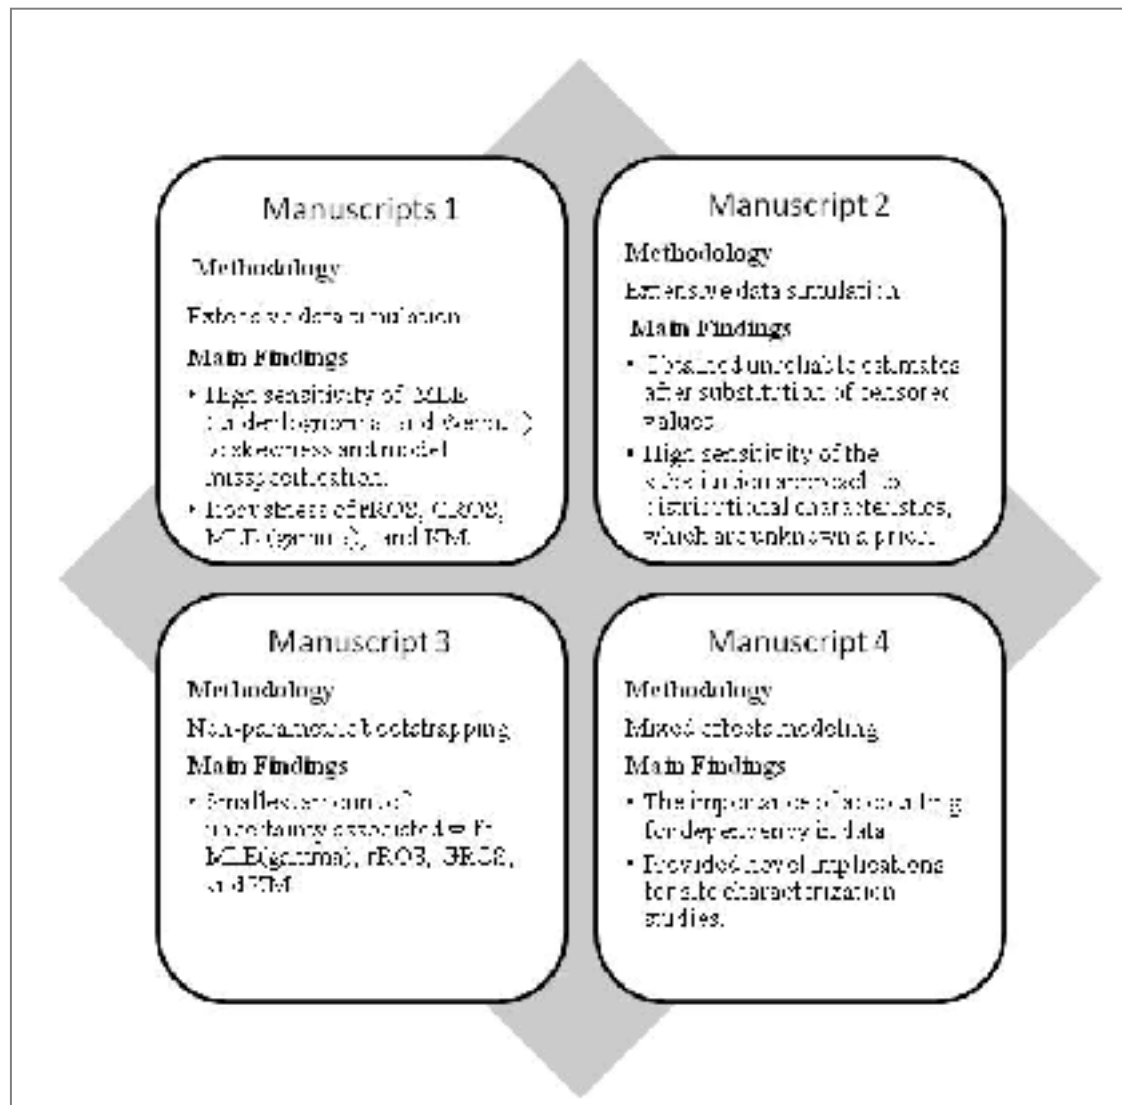 Manuscripts 1
Methodology
Extensive data simulation
Main Findings
• High sensitivity of MLE
(under lognormal and Weibull)
to skewness and model
misspecification.
• Robustness of rROS, GROS,
MLE (gamma), and KM
Manuscript 2
Methodology
Extensive data simulation
Main Findings
• Obtained unreliable estimates
after substitution of censored
values
• High sensitivity of the
substitution approach to
distributional characteristics,
which are unknown a priori.
Manuscript 3
Methodology
Non-parametric bootstrapping
Main Findings
• Smallest amount of
uncertainty associated with
MLE(gamma), rROS, GROS,
and KM
Manuscript 4
Methodology
Mixed effects modeling
Main Findings
• The importance of accounting
for dependency in data
• Provided novel implications
for site characterization
studies.